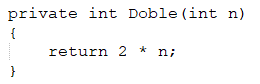 private int Doble(int n)
{
    return 2 * n;
}